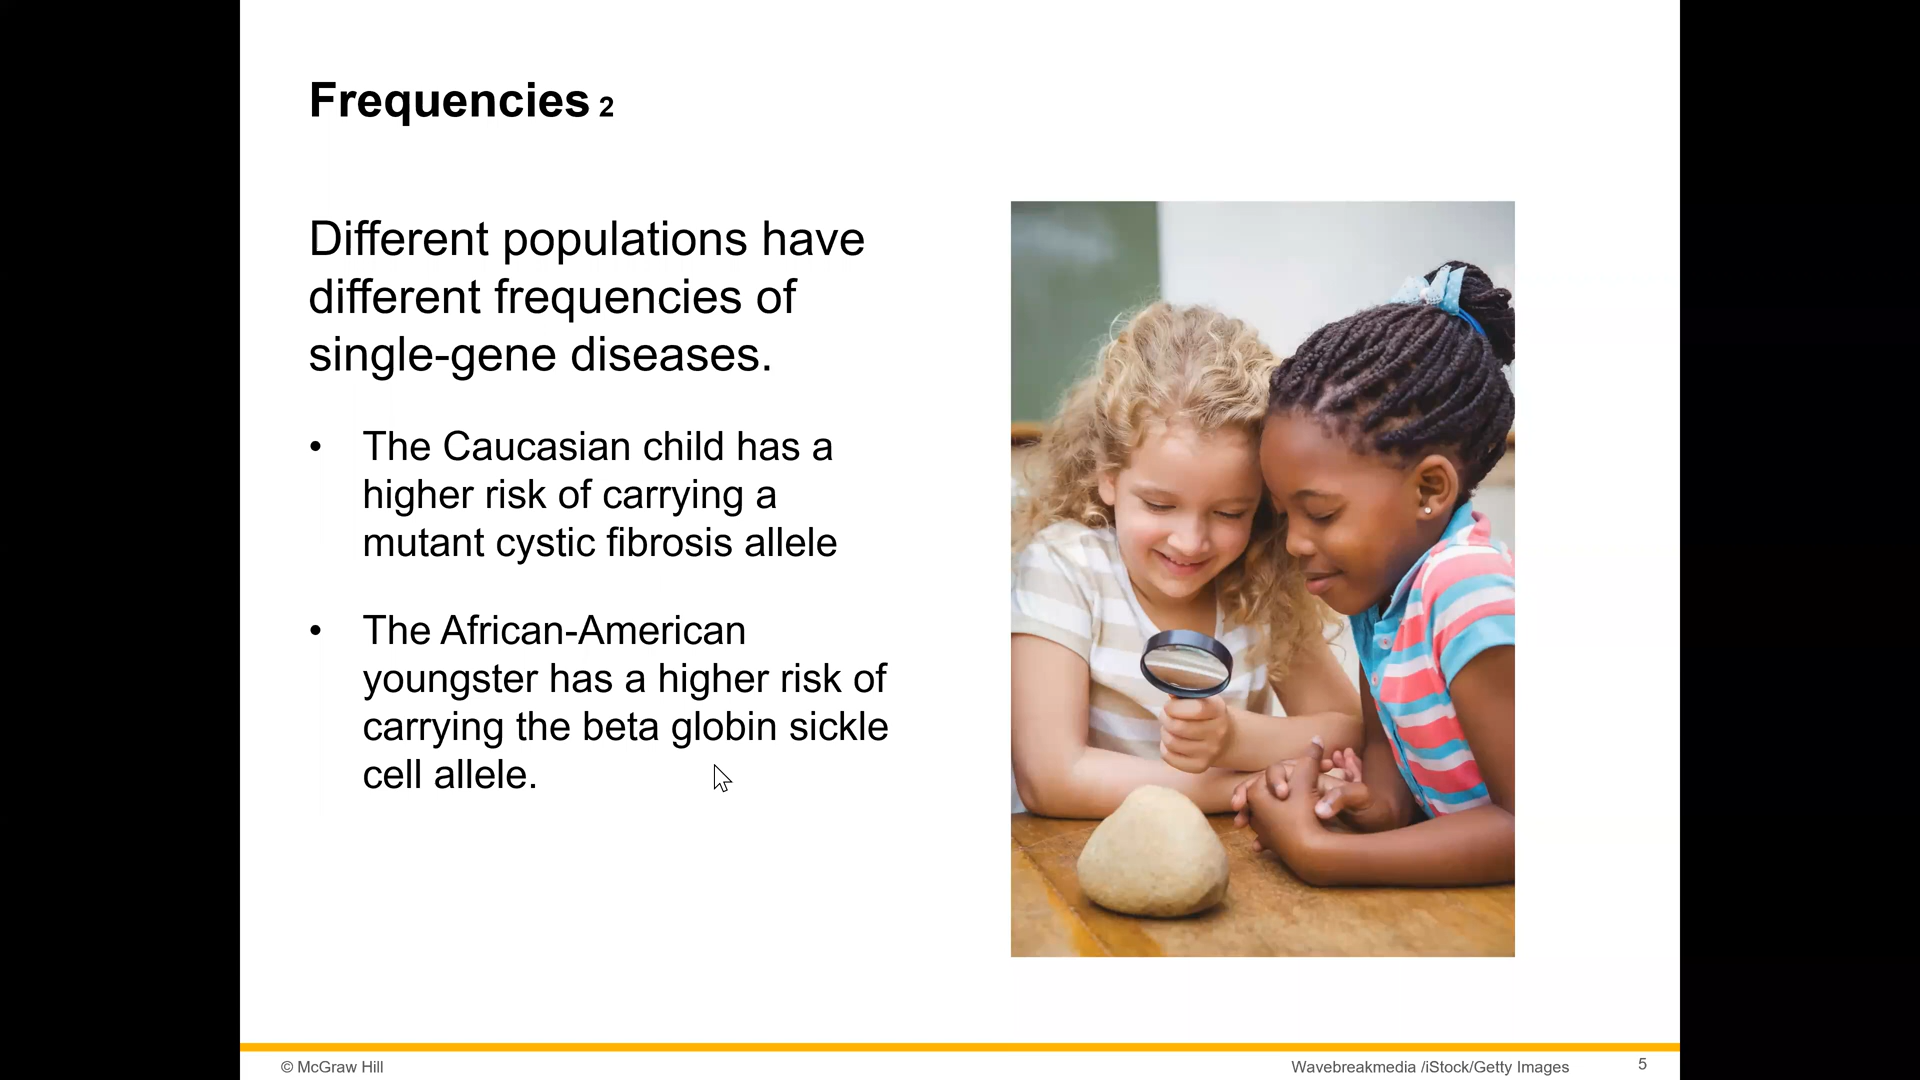 Frequencies 2
Different populations have
different frequencies of
single-gene diseases.
• The Caucasian child has a
higher risk of carrying a
mutant cystic fibrosis allele
• The African-American
youngster has a higher risk of
carrying the beta globin sickle
cell allele.
© McGraw Hill
Wavebreakmedia /iStock/Getty Images
5